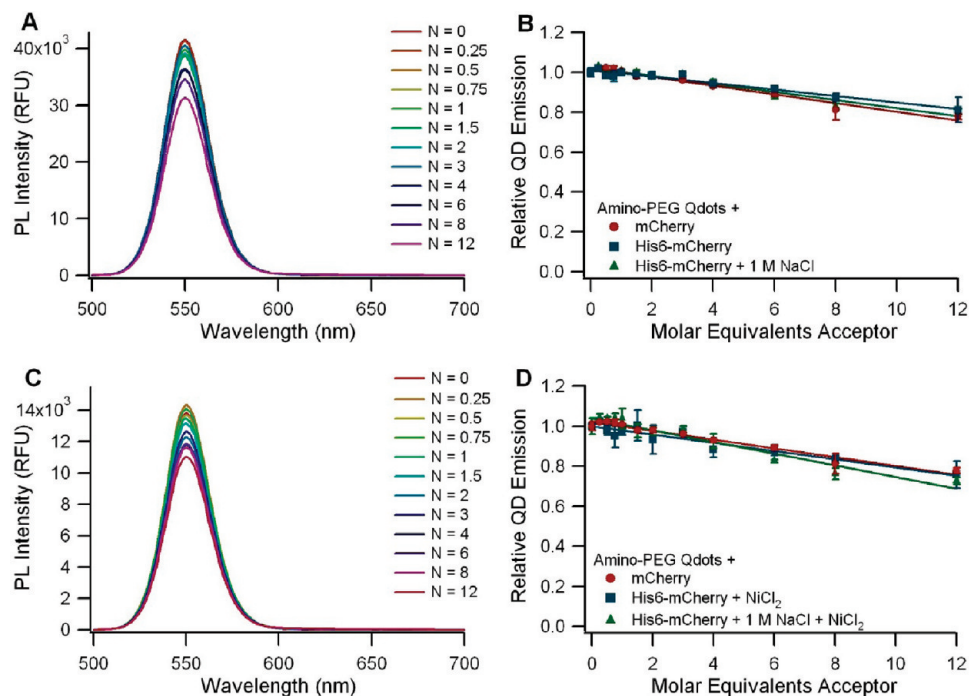 A
40x10³
30
20
10
0
PL Intensity (RFU)
500
550
600
650
700
Wavelength (nm)
N = 0
N = 0.25
N = 0.5
N = 0.75
N = 1
N = 1.5
N = 2
N = 3
N = 4
N = 6
N = 8
N = 12
B
1.2
1.0
0.8
0.6
0.4
0.2
0.0
Relative QD Emission
Amino-PEG Qdots +
mCherry
His6-mCherry
His6-mCherry + 1 M NaCl
0
2
4
6
8
10
12
Molar Equivalents Acceptor
C
14x10³
12
10
8
6
4
2
0
PL Intensity (RFU)
500
550
600
650
700
Wavelength (nm)
N = 0
N = 0.25
N = 0.5
N = 0.75
N = 1
N = 1.5
N = 2
N = 3
N = 4
N = 6
N = 8
N = 12
D
1.2
1.0
0.8
0.6
0.4
0.2
0.0
Relative QD Emission
Amino-PEG Qdots +
mCherry
His6-mCherry + NiCl₂
His6-mCherry + 1 M NaCl + NiCl₂
0
2
4
6
8
10
12
Molar Equivalents Acceptor